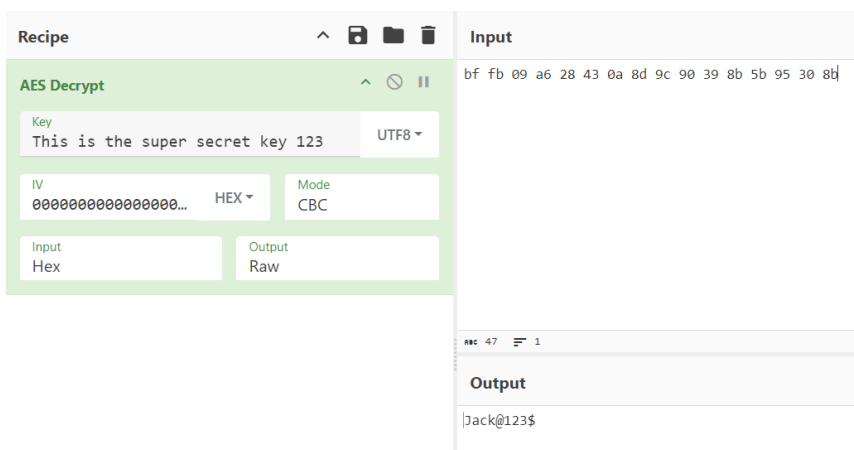 Recipe
AES Decrypt
Key
This is the super secret key 123
UTF8
IV
0000000000000000…
HEX
Mode
CBC
Input
Hex
Output
Raw
Input
bf fb 09 a6 28 43 0a 8d 9c 90 39 8b 5b 95 30 8b
ABC 47 1
Output
Jack@123$